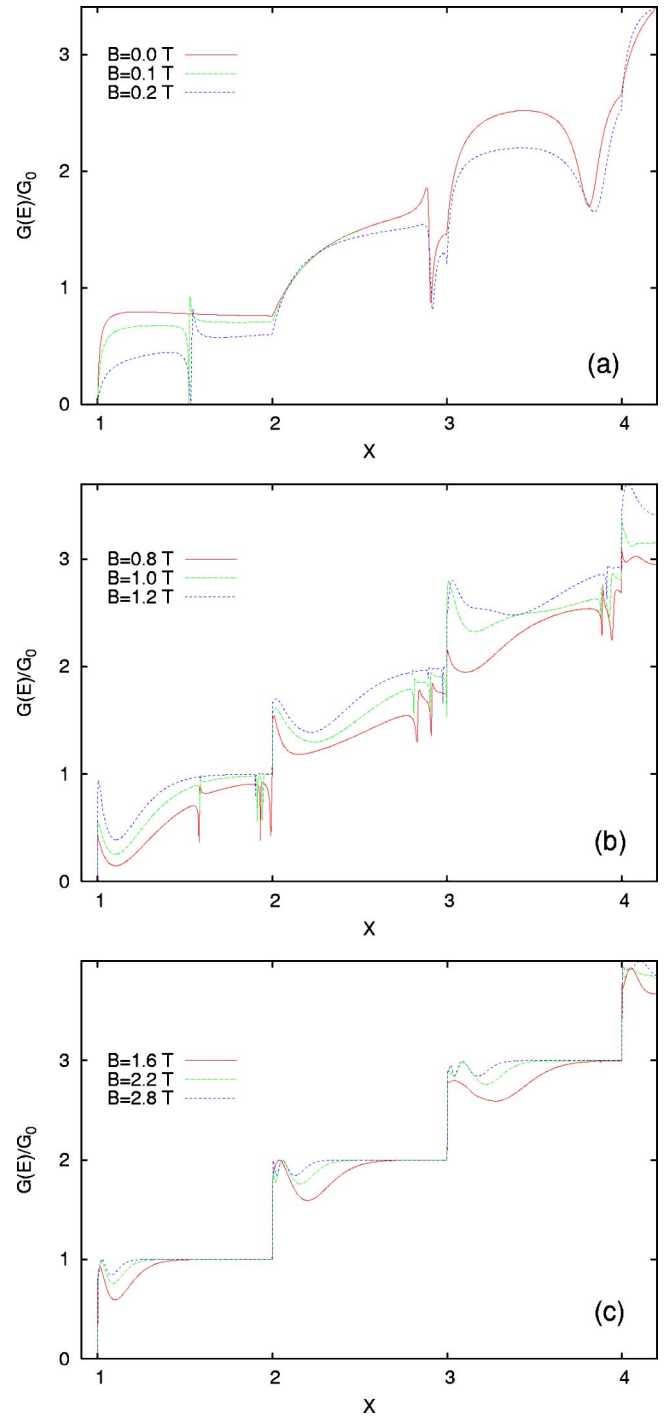 3
2
1
0
G(E)/G₀
B=0.0 T
B=0.1 T
B=0.2 T
(a)
1 2 3 4
X
3
2
1
0
G(E)/G₀
B=0.8 T
B=1.0 T
B=1.2 T
(b)
1 2 3 4
X
3
2
1
0
G(E)/G₀
B=1.6 T
B=2.2 T
B=2.8 T
(c)
1 2 3 4
X